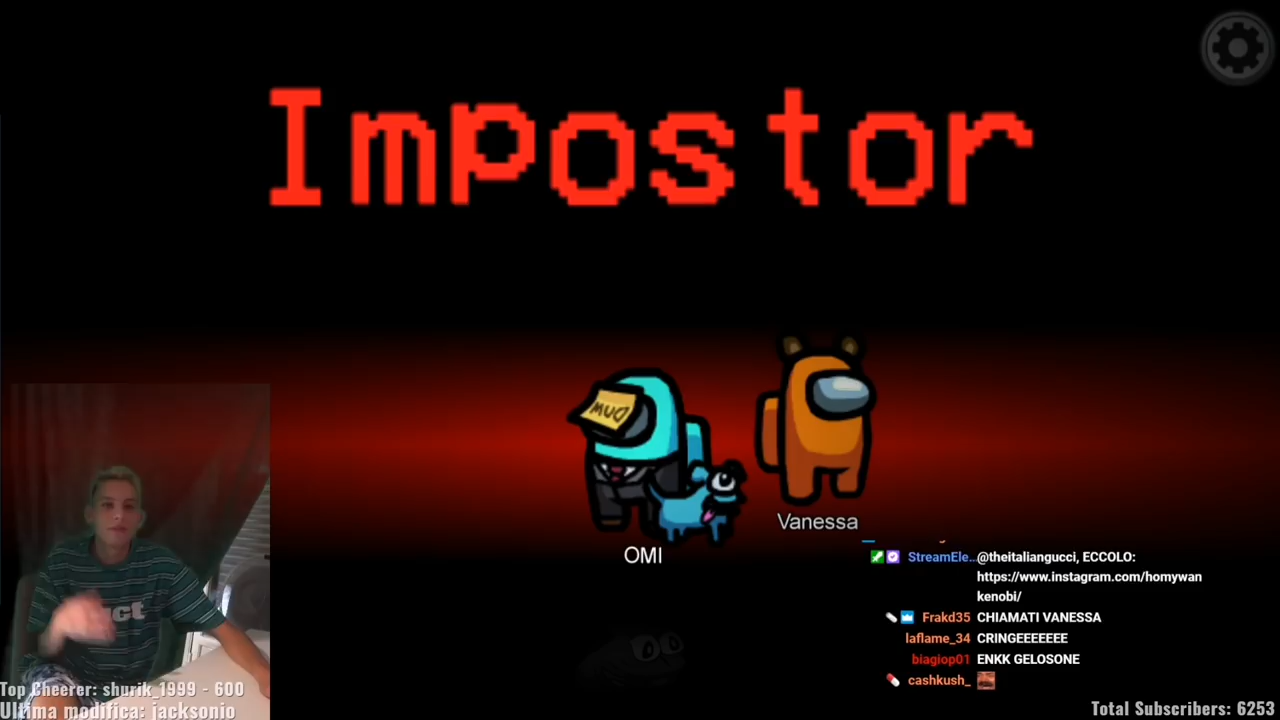 Impostor
DUM
Vanessa
OMI
StreamEle... @theitaliangucci, ECCOLO:
https://www.instagram.com/homywan
kenobi/
Frakd35 CHIAMATI VANESSA
laflame_34 CRINGEEEEEEE
biagiop01 ENKK GELOSONE
cashkush_
Top Cheerer: shurik_1999 - 600
Ultima modifica: jacksonio
Total Subscribers: 6253